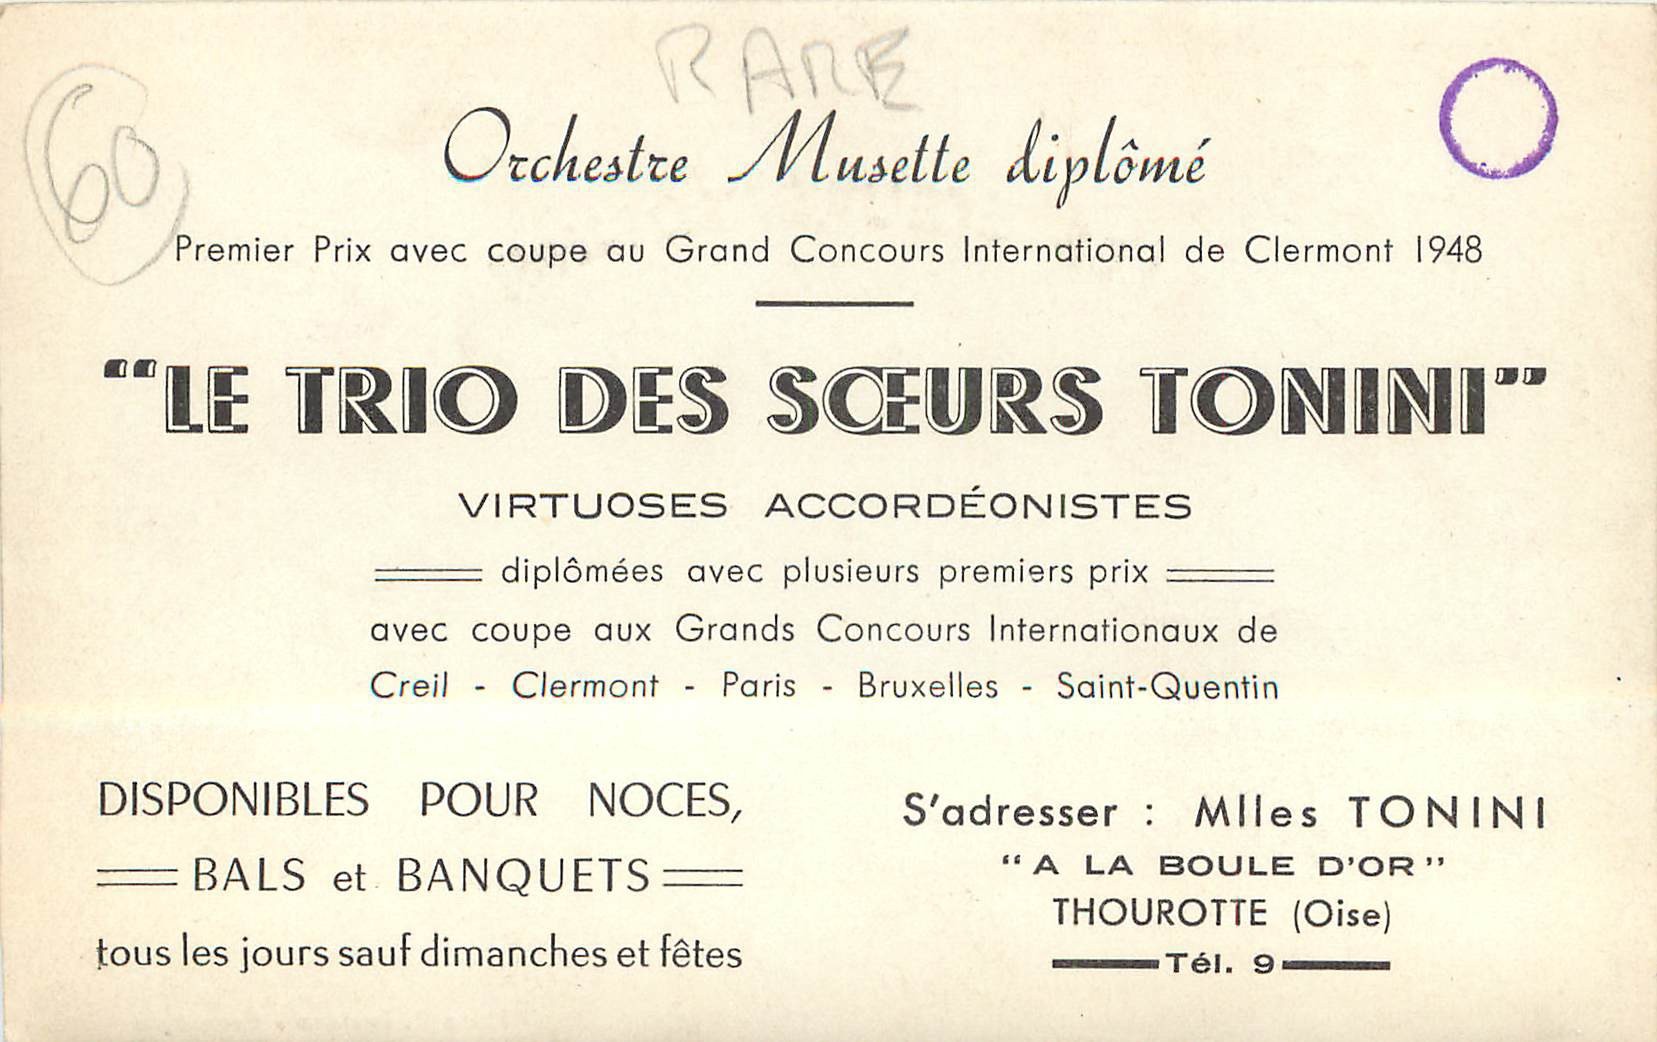 RARE
60
Orchestre Musette diplômé
Premier Prix avec coupe au Grand Concours International de Clermont 1948
"LE TRIO DES SŒURS TONINI"
VIRTUOSES ACCORDÉONISTES
diplômées avec plusieurs premiers prix
avec coupe aux Grands Concours Internationaux de
Creil - Clermont - Paris - Bruxelles - Saint-Quentin
DISPONIBLES POUR NOCES,
BALS et BANQUETS
tous les jours sauf dimanches et fêtes
S'adresser : Mlles TONINI
"A LA BOULE D'OR"
THOUROTTE (Oise)
Tél. 9